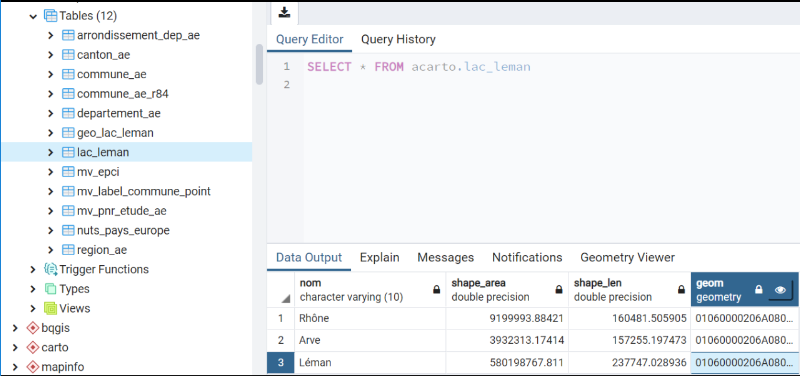 Tables (12)
arrondissement_dep_ae
canton_ae
commune_ae
commune_ae_r84
departement_ae
geo_lac_leman
lac_leman
mv_epci
mv_label_commune_point
mv_pnr_etude_ae
nuts_pays_europe
region_ae
Trigger Functions
Types
Views
bqgis
carto
mapinfo
Query Editor Query History
1 SELECT * FROM acarto.lac_leman
2
Data Output Explain Messages Notifications Geometry Viewer
nom shape_area shape_len geom
character varying (10) double precision double precision geometry
1 Rhône 9199993.88421 160481.505905 01060000206A080...
2 Arve 3932313.17414 157255.197473 01060000206A080...
3 Léman 580198767.811 237747.028936 01060000206A080...